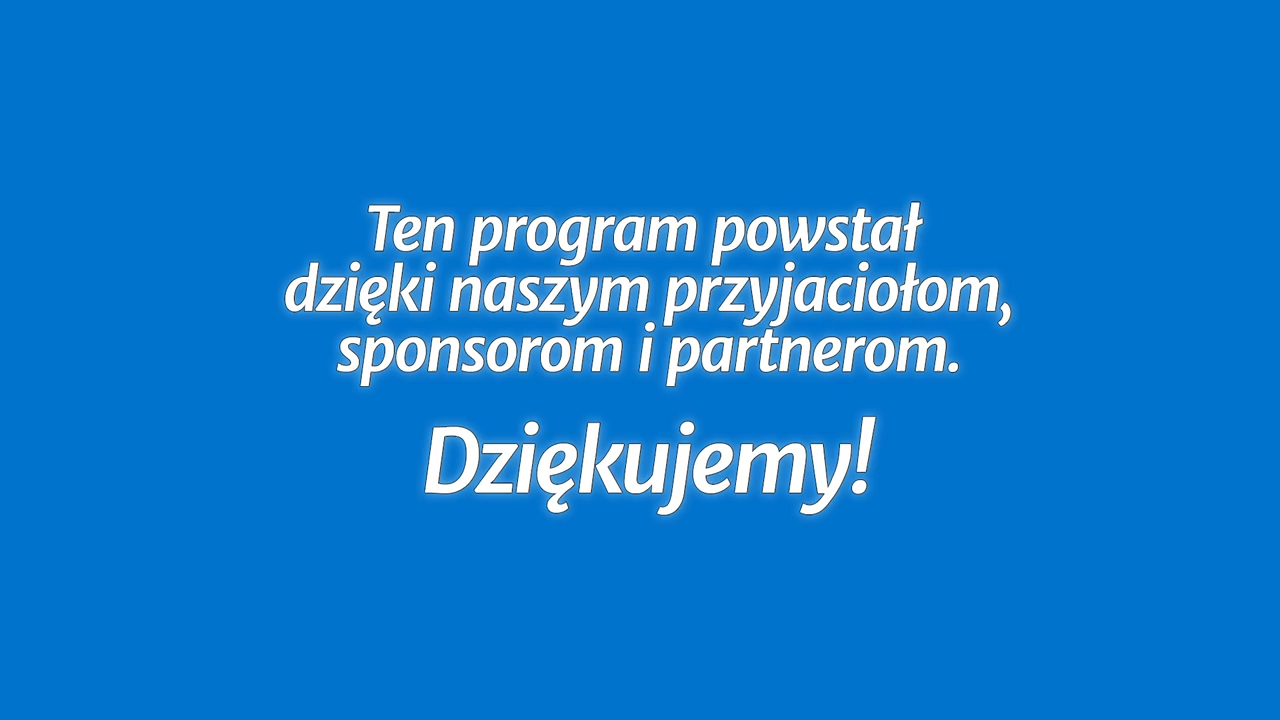 Ten program powstał
dzięki naszym przyjaciołom,
sponsorom i partnerom.
Dziękujemy!